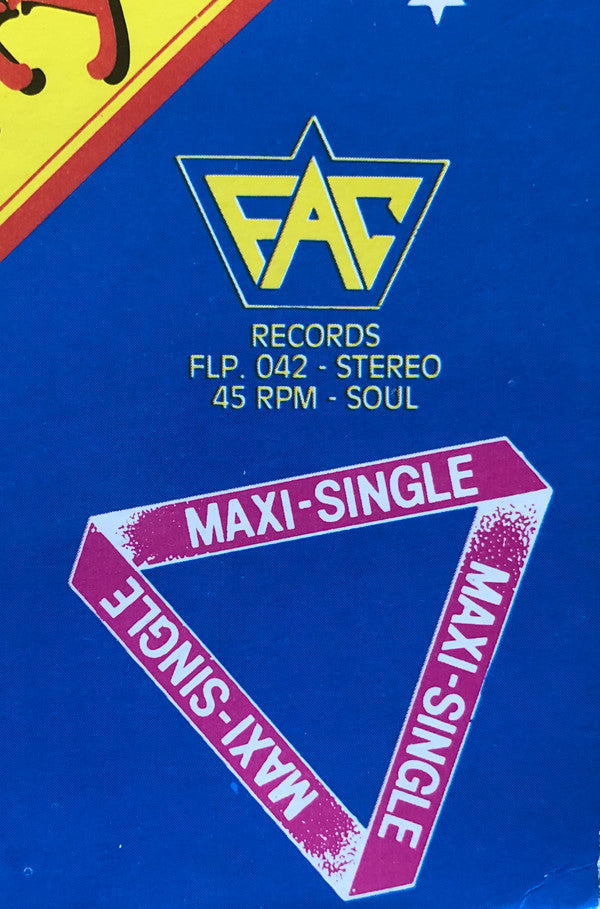 FAC
RECORDS
FLP. 042 - STEREO
45 RPM - SOUL
MAXI-SINGLE
MAXI-SINGLE
MAXI-SINGLE